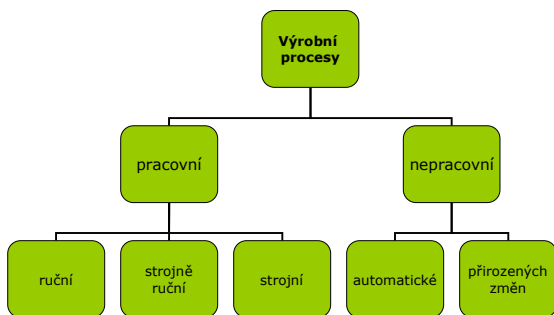 Výrobní
procesy
pracovní
nepracovní
ruční
strojně
ruční
strojní
automatické
přirozených
změn